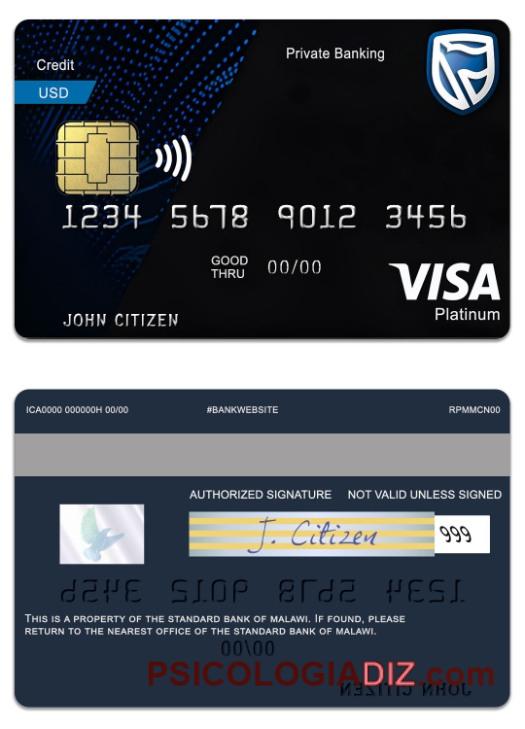 Private Banking
Credit
USD
1234 5678 9012 3456
GOOD
THRU 00/00
VISA
Platinum
JOHN CITIZEN
ICA0000 000000H 00/00 #BANKWEBSITE RPMMCN00
AUTHORIZED SIGNATURE NOT VALID UNLESS SIGNED
J. Citizen 999
1234 5678 9012 3456
THIS IS A PROPERTY OF THE STANDARD BANK OF MALAWI. IF FOUND, PLEASE
RETURN TO THE NEAREST OFFICE OF THE STANDARD BANK OF MALAWI.
00/00
PSICOLOGIADIZ.com
JOHN CITIZEN